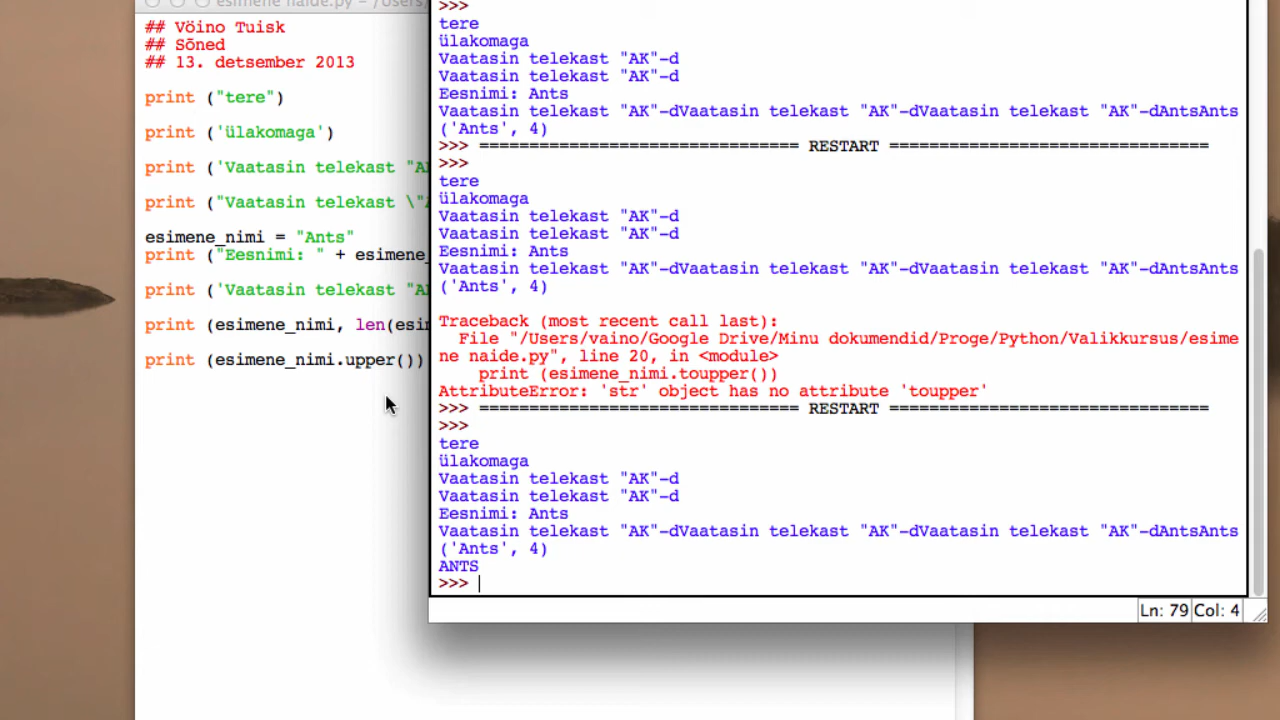 esimene naide.py - /Users/
## Vöino Tuisk
## Sõned
## 13. detsember 2013
print ("tere")
print ('ülakomaga')
print ('Vaatasin telekast "A
print ("Vaatasin telekast \"
esimene_nimi = "Ants"
print ("Eesnimi: " + esimene_
print ('Vaatasin telekast "A
print (esimene_nimi, len(esi
print (esimene_nimi.upper())
>>>
tere
ülakomaga
Vaatasin telekast "AK"-d
Vaatasin telekast "AK"-d
Eesnimi: Ants
Vaatasin telekast "AK"-dVaatasin telekast "AK"-dVaatasin telekast "AK"-dAntsAnts
('Ants', 4)
>>> ================================ RESTART ================================
>>>
tere
ülakomaga
Vaatasin telekast "AK"-d
Vaatasin telekast "AK"-d
Eesnimi: Ants
Vaatasin telekast "AK"-dVaatasin telekast "AK"-dVaatasin telekast "AK"-dAntsAnts
('Ants', 4)
Traceback (most recent call last):
  File "/Users/vaino/Google Drive/Minu dokumendid/Proge/Python/Valikkursus/esime
ne naide.py", line 20, in <module>
    print (esimene_nimi.toupper())
AttributeError: 'str' object has no attribute 'toupper'
>>> ================================ RESTART ================================
>>>
tere
ülakomaga
Vaatasin telekast "AK"-d
Vaatasin telekast "AK"-d
Eesnimi: Ants
Vaatasin telekast "AK"-dVaatasin telekast "AK"-dVaatasin telekast "AK"-dAntsAnts
('Ants', 4)
ANTS
>>>
Ln: 79 Col: 4